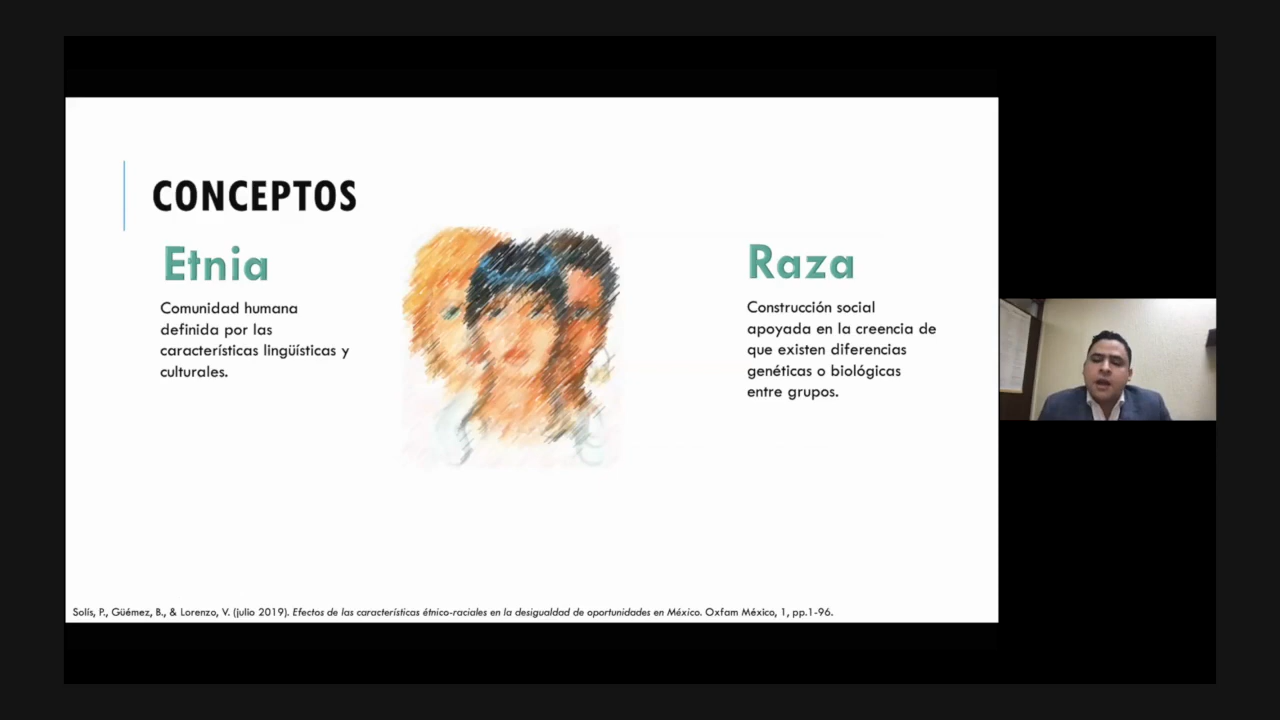 CONCEPTOS
Etnia
Comunidad humana
definida por las
características lingüísticas y
culturales.
Raza
Construcción social
apoyada en la creencia de
que existen diferencias
genéticas o biológicas
entre grupos.
Solís, P., Güémez, B., & Lorenzo, V. (julio 2019). Efectos de las características étnico-raciales en la desigualdad de oportunidades en México. Oxfam México, 1, pp.1-96.